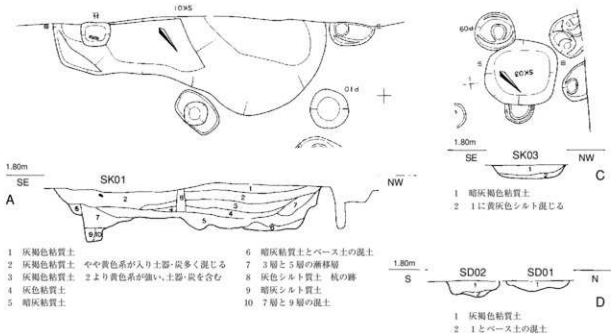 SK01
P10
P09
SK03
1.80m
SE
SK01
NW
A
1 灰褐色粘質土
2 灰褐色粘質土 やや黄色系が入り土器・炭多く混じる
3 灰褐色粘質土 2より黄色系が強い、土器・炭を含む
4 灰色粘質土
5 暗灰粘質土
6 暗灰粘質土とベース土の混土
7 3層と5層の漸移層
8 灰色シルト質土 杭の跡
9 暗灰シルト質土
10 7層と9層の混土
1.80m
SE
SK03
NW
C
1 暗灰褐色粘質土
2 1に黄灰色シルト混じる
1.80m
S
SD02
SD01
N
D
1 灰褐色粘質土
2 1とベース土の混土